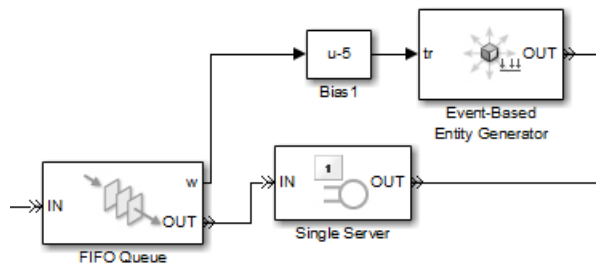 u-5
Bias1
tr
OUT
Event-Based
Entity Generator
IN
w
OUT
FIFO Queue
IN
1
OUT
Single Server